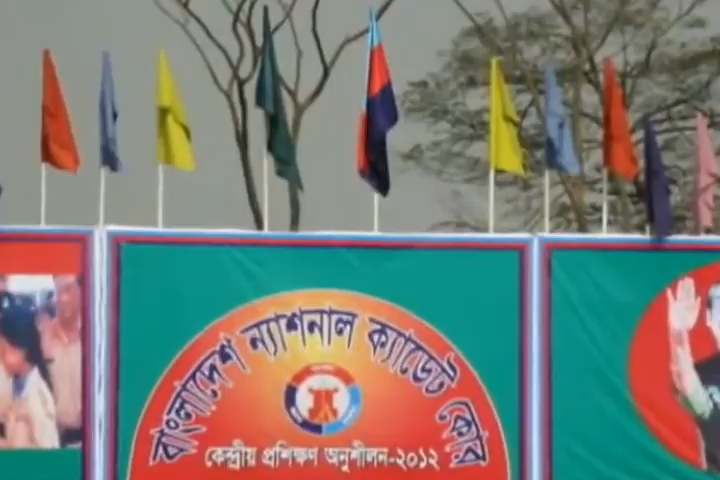 বাংলাদেশ ন্যাশনাল ক্যাডেট কোর
কেন্দ্রীয় প্রশিক্ষণ অনুশীলন-২০১২